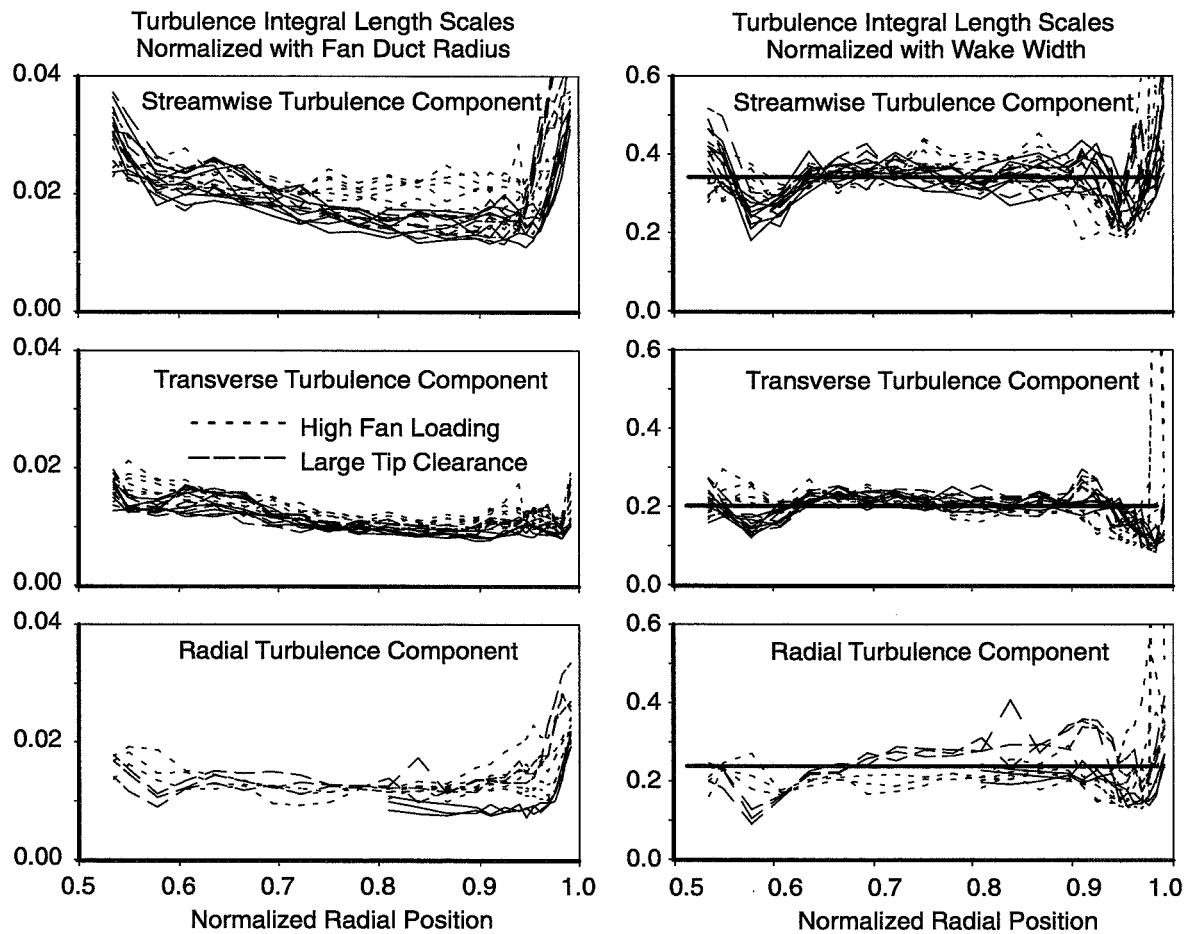 Turbulence Integral Length Scales
Normalized with Fan Duct Radius
0.04
Streamwise Turbulence Component
0.02
0.00
0.04
Transverse Turbulence Component
High Fan Loading
Large Tip Clearance
0.02
0.00
0.04
Radial Turbulence Component
0.02
0.00
0.5 0.6 0.7 0.8 0.9 1.0
Normalized Radial Position
Turbulence Integral Length Scales
Normalized with Wake Width
0.6
Streamwise Turbulence Component
0.4
0.2
0.0
0.6
Transverse Turbulence Component
0.4
0.2
0.0
0.6
Radial Turbulence Component
0.4
0.2
0.0
0.5 0.6 0.7 0.8 0.9 1.0
Normalized Radial Position